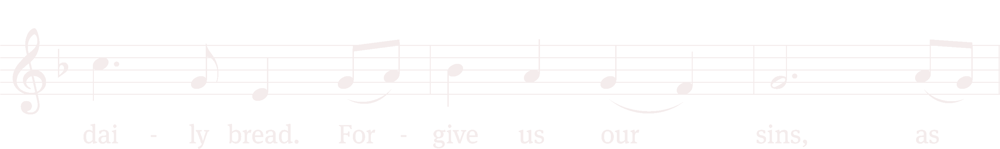 dai - ly bread. For - give us our sins, as